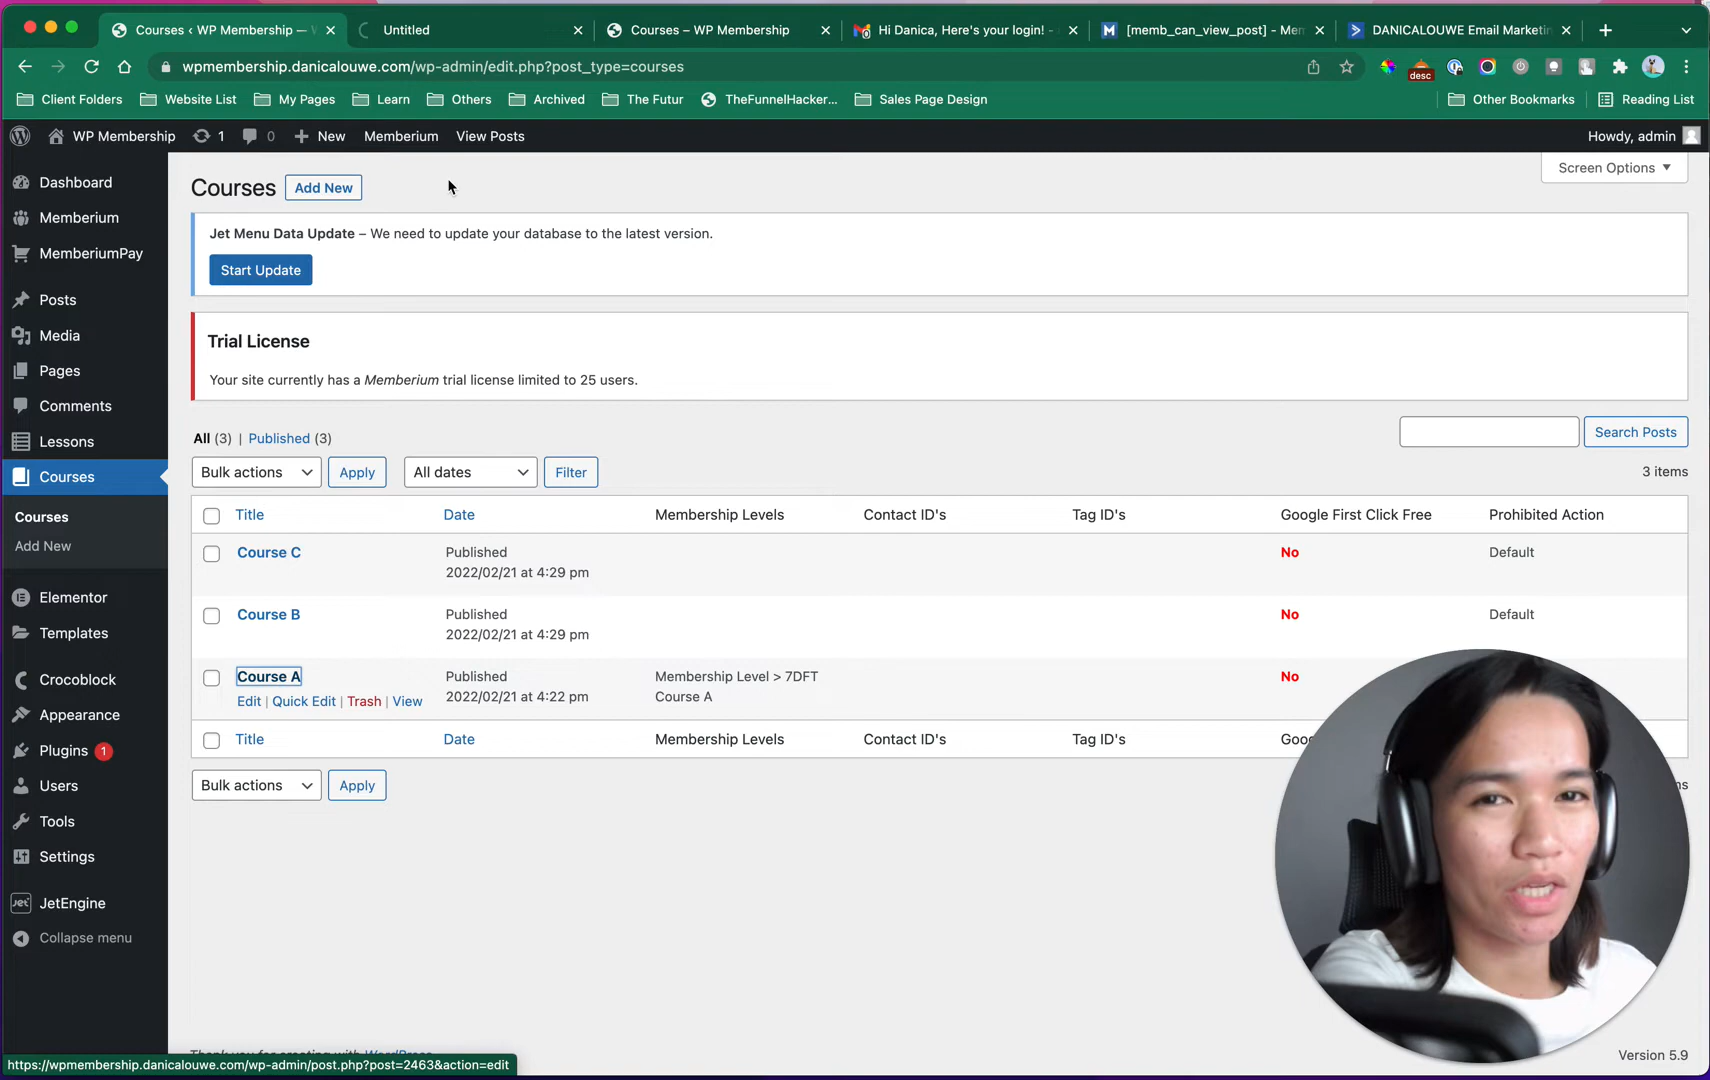 Courses ‹ WP Membership —
Untitled
Courses – WP Membership
Hi Danica, Here's your login! -
[memb_can_view_post] - Mem
DANICALOUWE Email Marketin
wpmembership.danicalouwe.com/wp-admin/edit.php?post_type=courses
desc
Client Folders
Website List
My Pages
Learn
Others
Archived
The Futur
TheFunnelHacker...
Sales Page Design
Other Bookmarks
Reading List
WP Membership
1
0
New
Memberium
View Posts
Howdy, admin
Dashboard
Memberium
MemberiumPay
Posts
Media
Pages
Comments
Lessons
Courses
Courses
Add New
Elementor
Templates
Crocoblock
Appearance
Plugins 1
Users
Tools
Settings
JetEngine
Collapse menu
Screen Options
Courses Add New
Jet Menu Data Update – We need to update your database to the latest version.
Start Update
Trial License
Your site currently has a Memberium trial license limited to 25 users.
All (3) | Published (3)
Search Posts
Bulk actions Apply All dates Filter
3 items
Title Date Membership Levels Contact ID's Tag ID's Google First Click Free Prohibited Action
Course C Published No Default
2022/02/21 at 4:29 pm
Course B Published No Default
2022/02/21 at 4:29 pm
Course A Published Membership Level > 7DFT No
Edit | Quick Edit | Trash | View 2022/02/21 at 4:22 pm Course A
Title Date Membership Levels Contact ID's Tag ID's Goo
Bulk actions Apply
Thank you for creating with WordPress
Version 5.9
https://wpmembership.danicalouwe.com/wp-admin/post.php?post=2463&action=edit